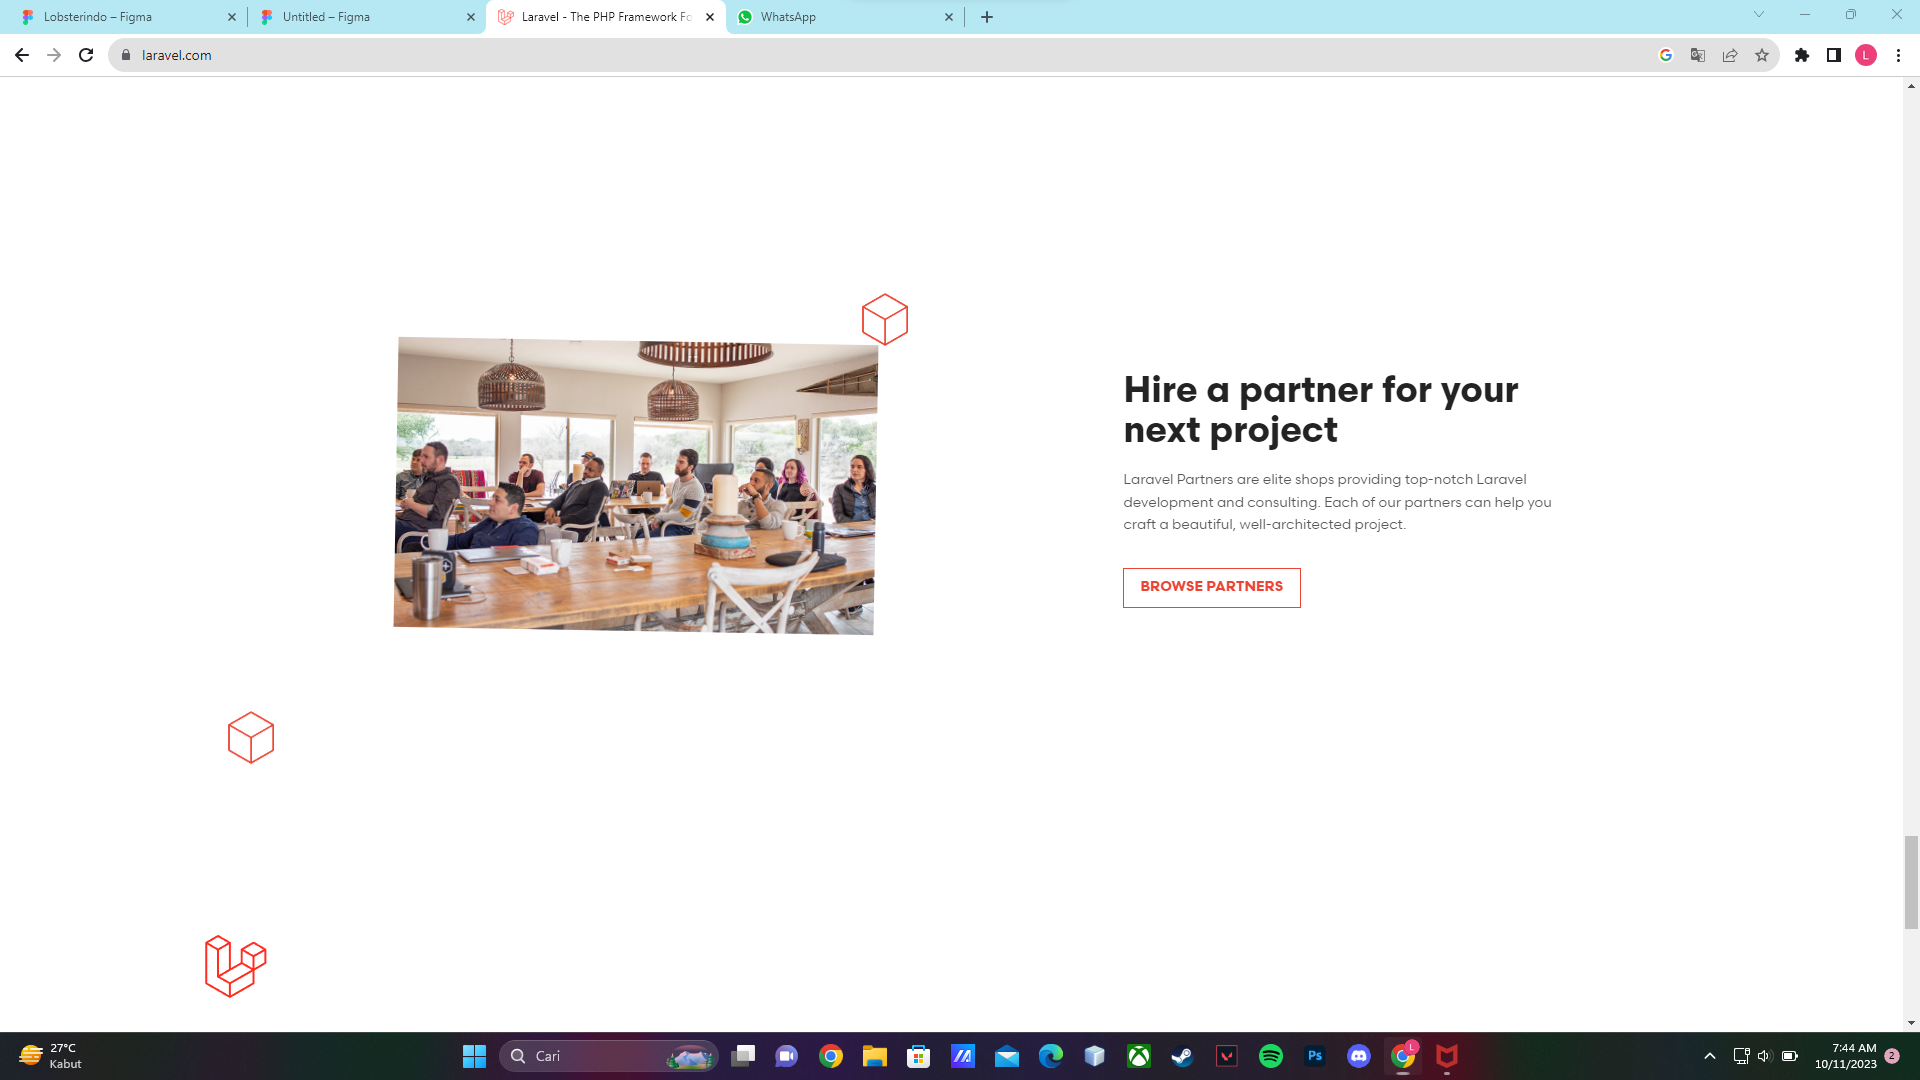 Lobsterindo – Figma
Untitled – Figma
Laravel - The PHP Framework Fo
WhatsApp
laravel.com
L
Hire a partner for your
next project
Laravel Partners are elite shops providing top-notch Laravel
development and consulting. Each of our partners can help you
craft a beautiful, well-architected project.
BROWSE PARTNERS
27°C
Kabut
Cari
Ps
L
7:44 AM
10/11/2023
2